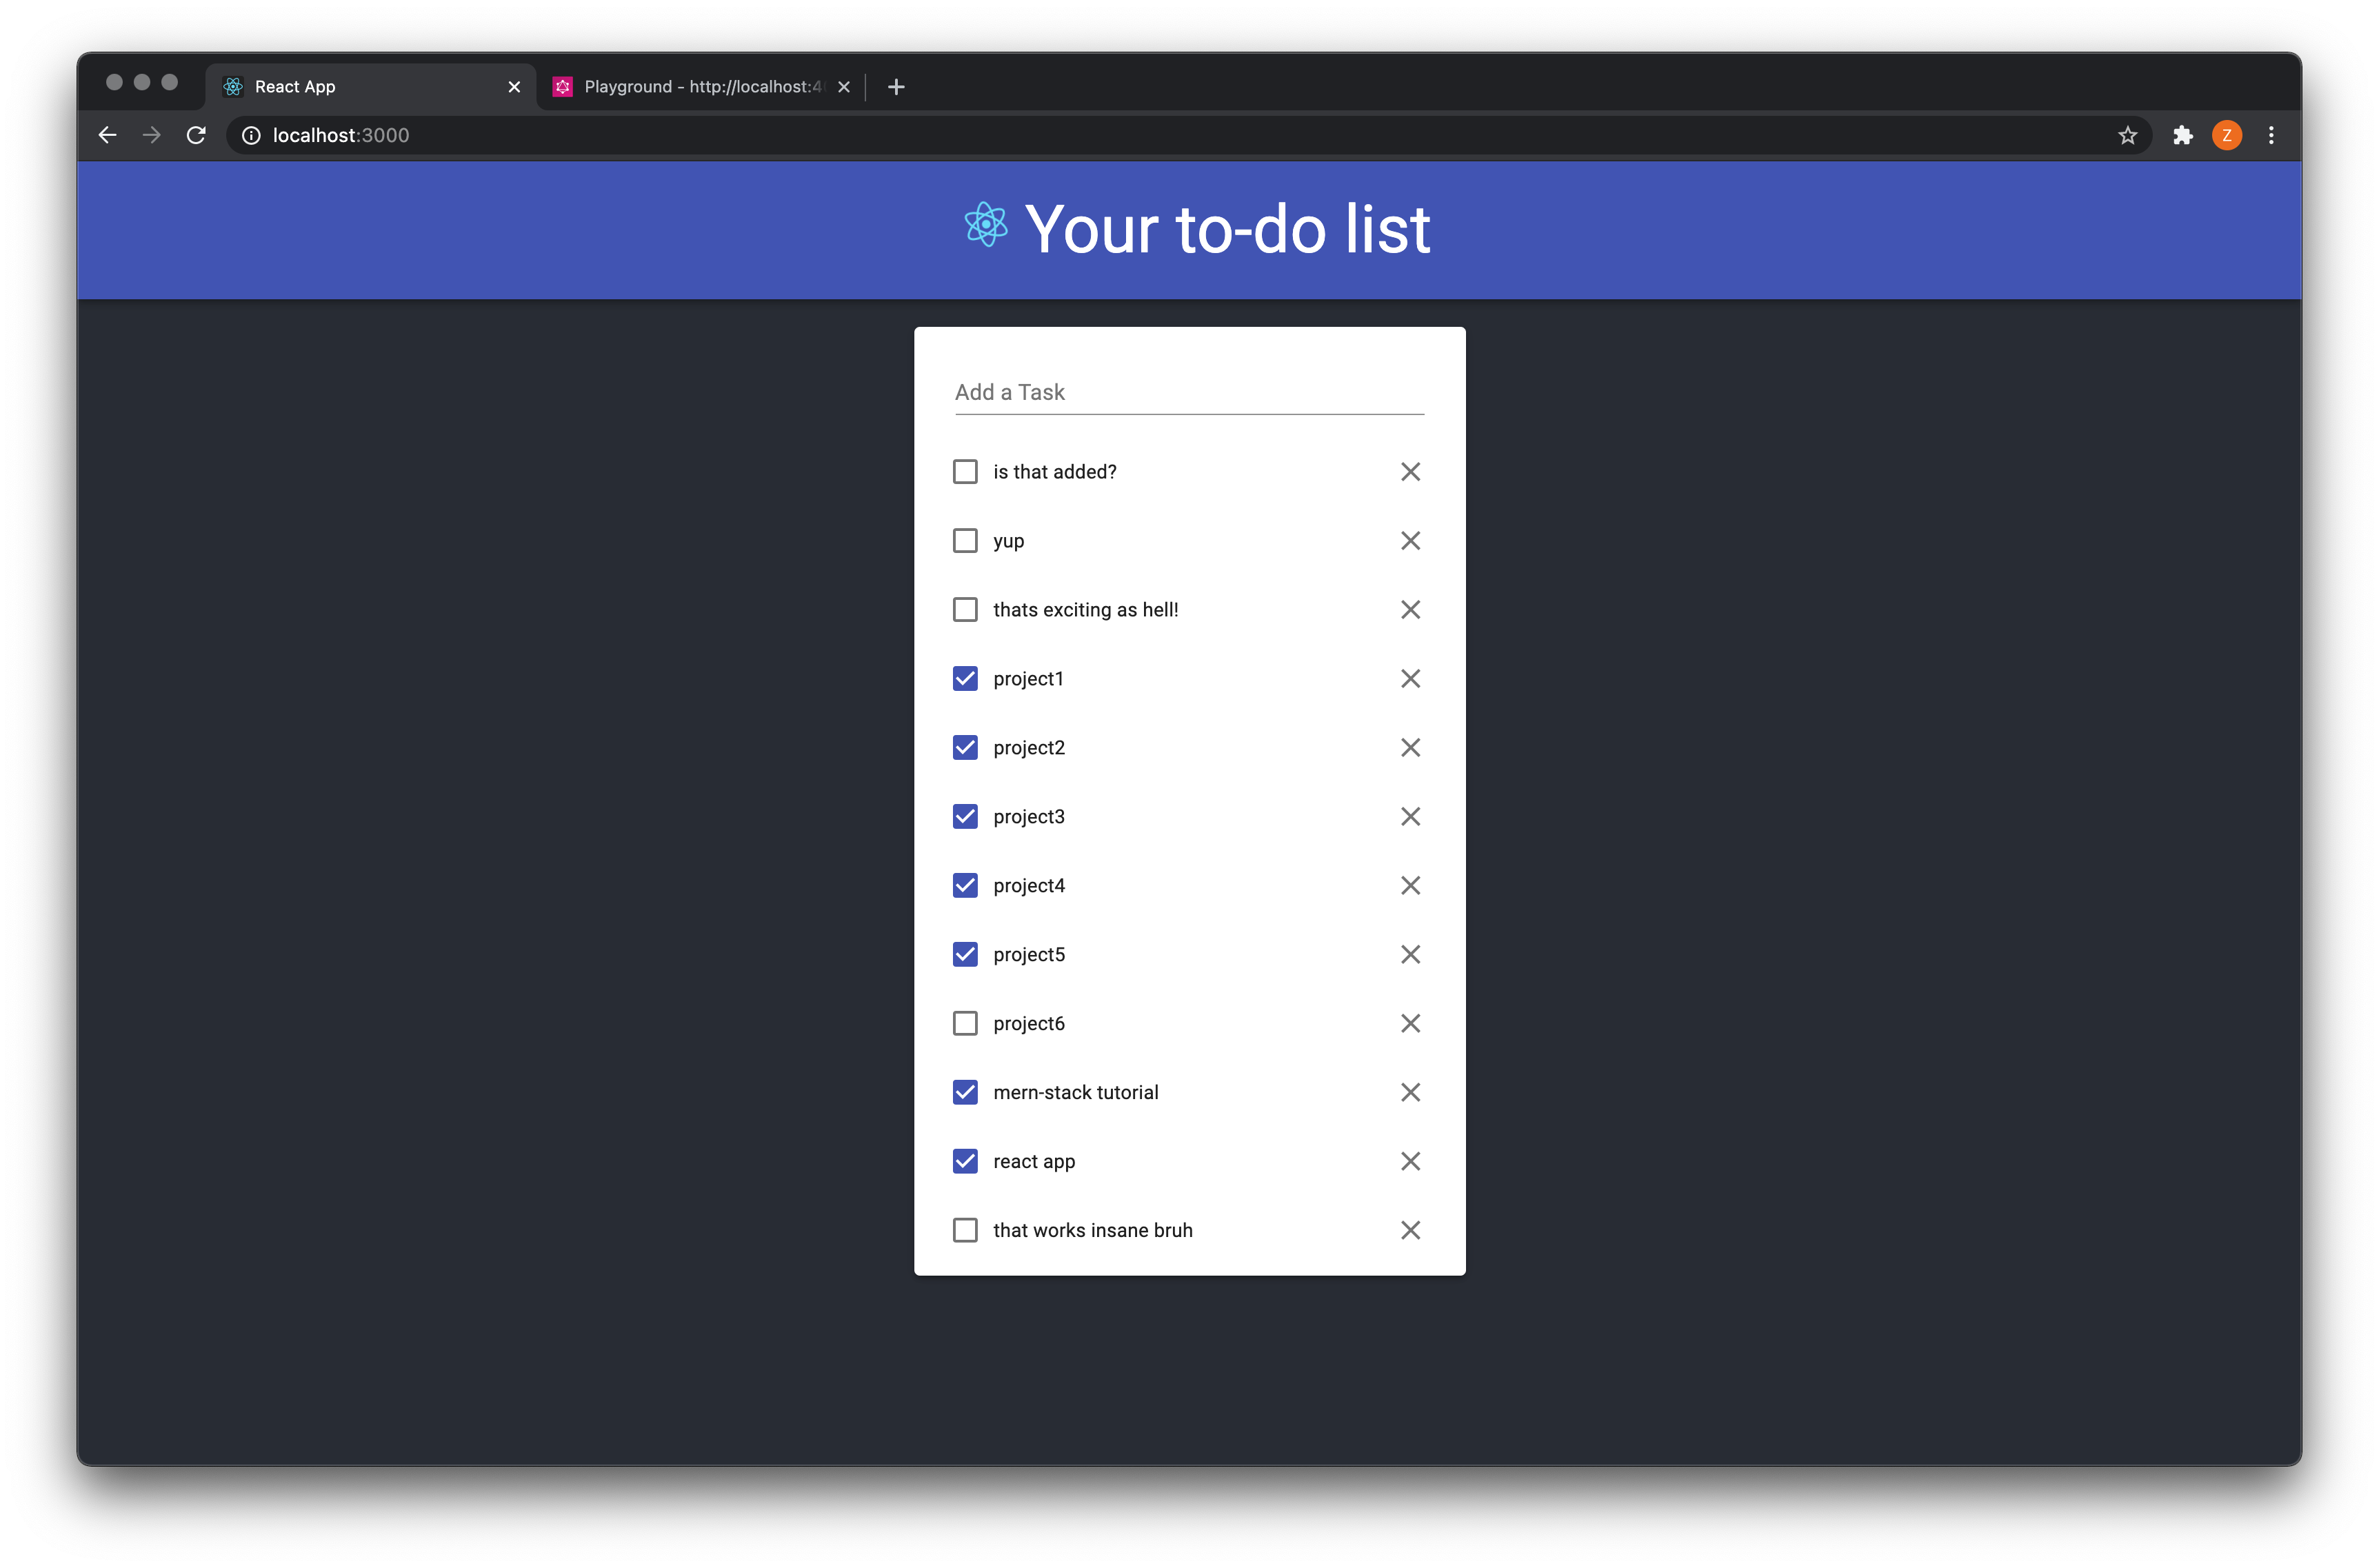 React App
Playground - http://localhost:4
localhost:3000
Z
Your to-do list
Add a Task
is that added?
yup
thats exciting as hell!
project1
project2
project3
project4
project5
project6
mern-stack tutorial
react app
that works insane bruh